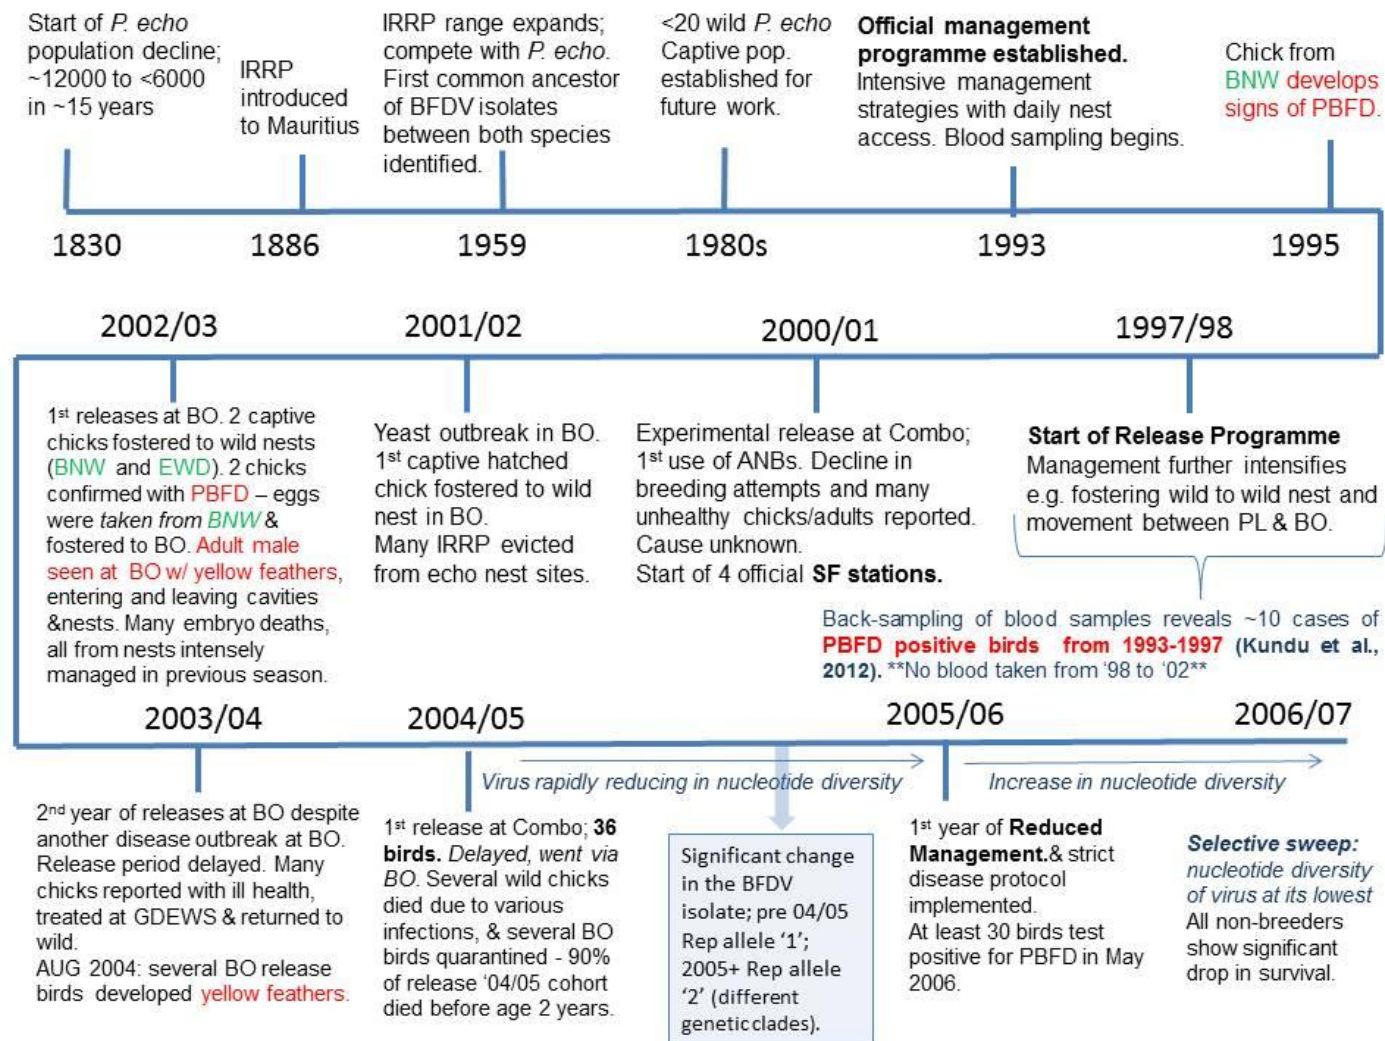 Start of P. echo
population decline;
~12000 to <6000
in ~15 years
IRRP
introduced
to Mauritius
IRRP range expands;
compete with P. echo.
First common ancestor
of BFDV isolates
between both species
identified.
<20 wild P. echo
Captive pop.
established for
future work.
Official management
programme established.
Intensive management
strategies with daily nest
access. Blood sampling begins.
Chick from
BNW develops
signs of PBFD.
1830
1886
1959
1980s
1993
1995
2002/03
2001/02
2000/01
1997/98
1st releases at BO. 2 captive
chicks fostered to wild nests
(BNW and EWD). 2 chicks
confirmed with PBFD – eggs
were taken from BNW &
fostered to BO. Adult male
seen at BO w/ yellow feathers,
entering and leaving cavities
&nests. Many embryo deaths,
all from nests intensely
managed in previous season.
Yeast outbreak in BO.
1st captive hatched
chick fostered to wild
nest in BO.
Many IRRP evicted
from echo nest sites.
Experimental release at Combo;
1st use of ANBs. Decline in
breeding attempts and many
unhealthy chicks/adults reported.
Cause unknown.
Start of 4 official SF stations.
Start of Release Programme
Management further intensifies
e.g. fostering wild to wild nest and
movement between PL & BO.
Back-sampling of blood samples reveals ~10 cases of
PBFD positive birds from 1993-1997 (Kundu et al.,
2012). **No blood taken from ‘98 to ‘02**
2003/04
2004/05
2005/06
2006/07
Virus rapidly reducing in nucleotide diversity
Increase in nucleotide diversity
2nd year of releases at BO despite
another disease outbreak at BO.
Release period delayed. Many
chicks reported with ill health,
treated at GDEWS & returned to
wild.
AUG 2004: several BO release
birds developed yellow feathers.
1st release at Combo; 36
birds. Delayed, went via
BO. Several wild chicks
died due to various
infections, & several BO
birds quarantined - 90%
of release ‘04/05 cohort
died before age 2 years.
Significant change
in the BFDV
isolate; pre 04/05
Rep allele ‘1’;
2005+ Rep allele
‘2’ (different
genetic clades).
1st year of Reduced
Management.& strict
disease protocol
implemented.
At least 30 birds test
positive for PBFD in May
2006.
Selective sweep:
nucleotide diversity
of virus at its lowest
All non-breeders
show significant
drop in survival.